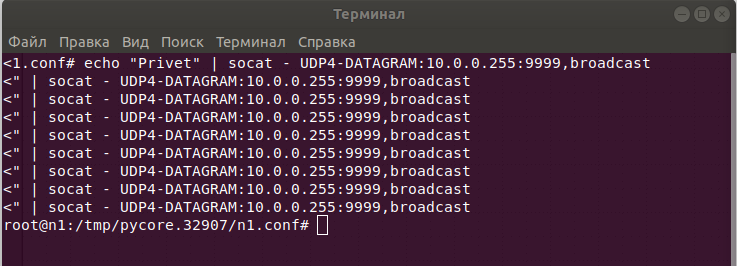 Терминал
Файл Правка Вид Поиск Терминал Справка
<1.conf# echo "Privet" | socat - UDP4-DATAGRAM:10.0.0.255:9999,broadcast
<" | socat - UDP4-DATAGRAM:10.0.0.255:9999,broadcast
<" | socat - UDP4-DATAGRAM:10.0.0.255:9999,broadcast
<" | socat - UDP4-DATAGRAM:10.0.0.255:9999,broadcast
<" | socat - UDP4-DATAGRAM:10.0.0.255:9999,broadcast
<" | socat - UDP4-DATAGRAM:10.0.0.255:9999,broadcast
<" | socat - UDP4-DATAGRAM:10.0.0.255:9999,broadcast
<" | socat - UDP4-DATAGRAM:10.0.0.255:9999,broadcast
<" | socat - UDP4-DATAGRAM:10.0.0.255:9999,broadcast
root@n1:/tmp/pycore.32907/n1.conf#